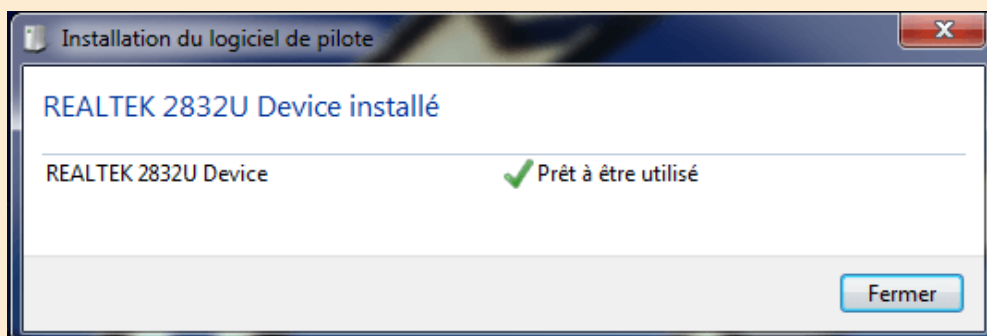 Installation du logiciel de pilote
REALTEK 2832U Device installé
REALTEK 2832U Device Prêt à être utilisé
Fermer